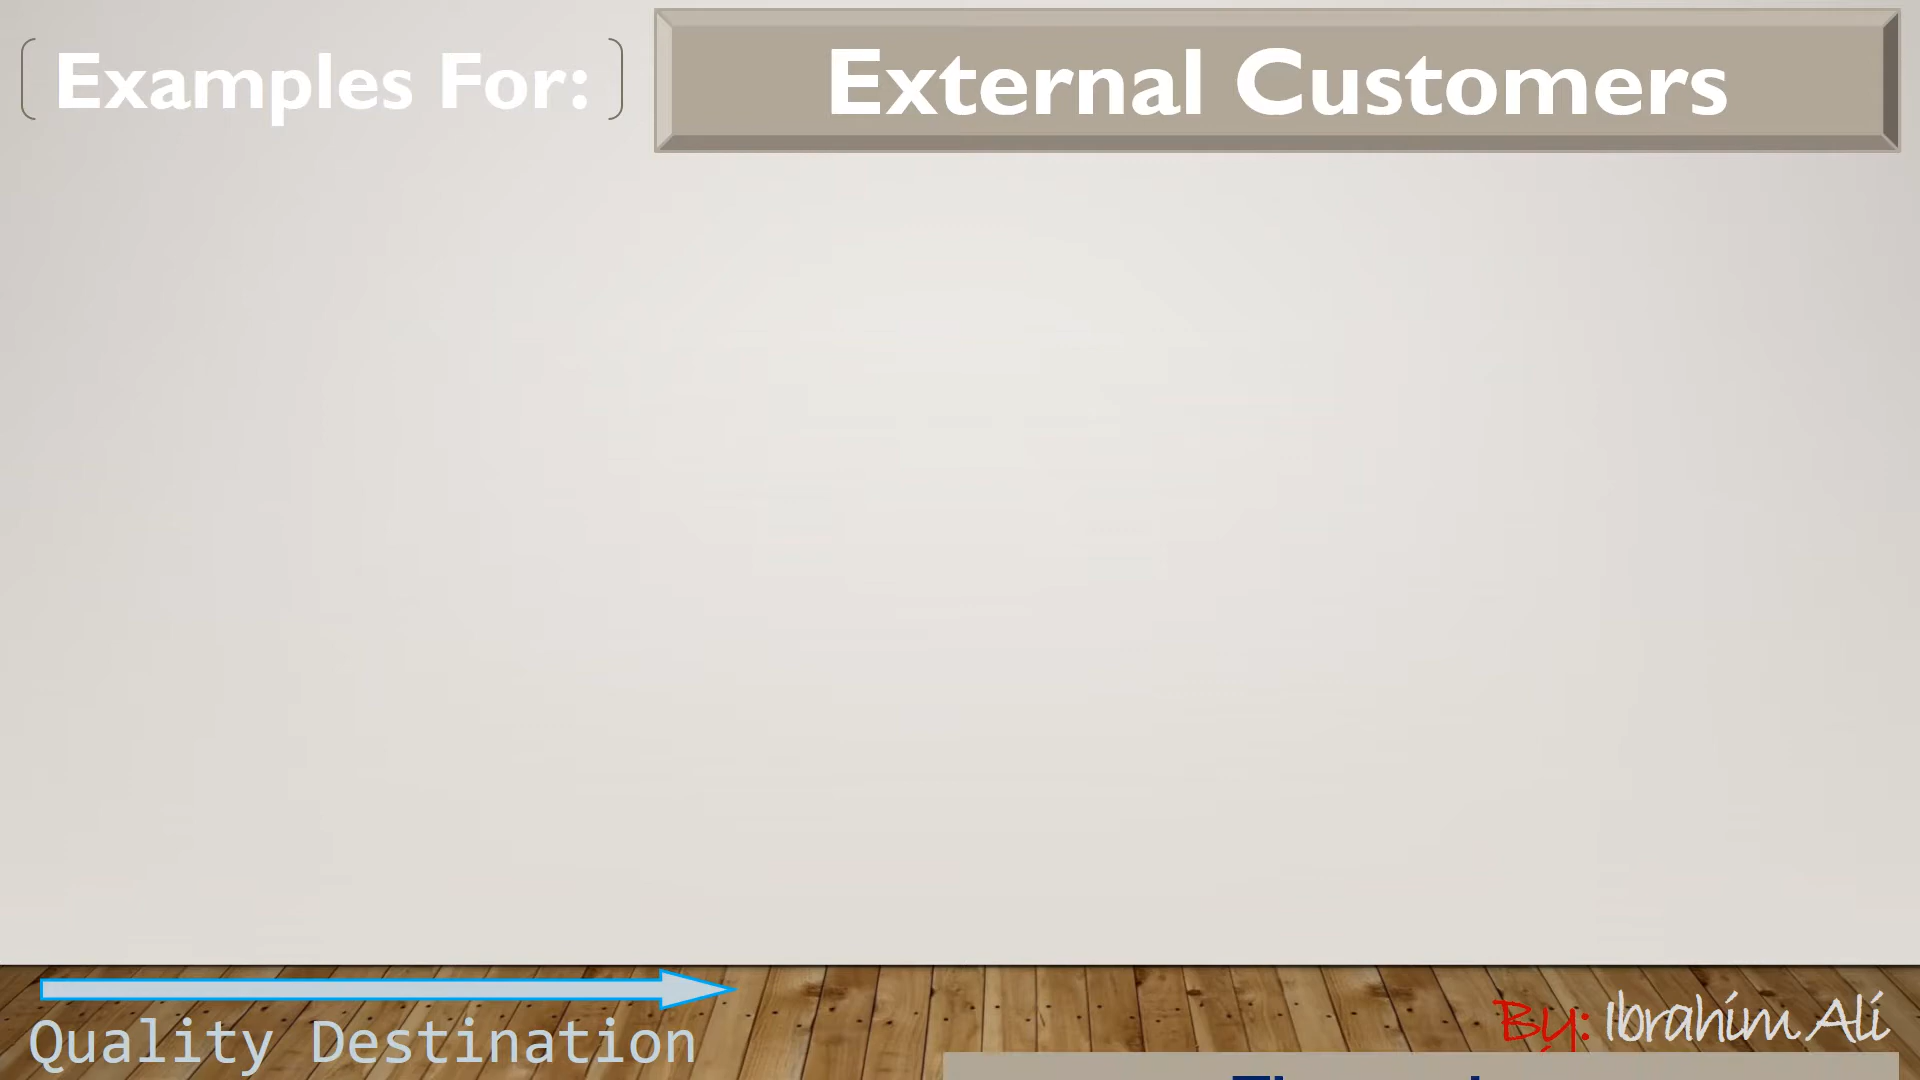 Examples For:
External Customers
Quality Destination
By: Ibrahim Ali